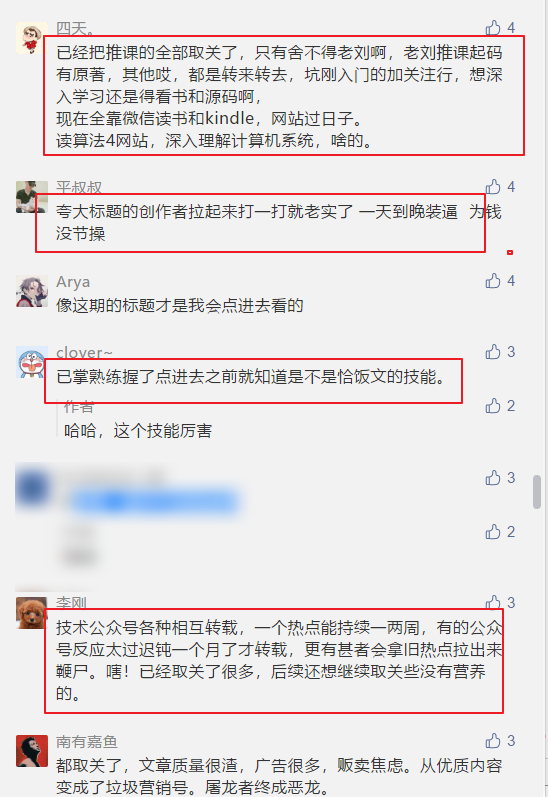 四天。
4
已经把推课的全部取关了，只有舍不得老刘啊，老刘推课起码
有原著，其他哎，都是转来转去，坑刚入门的加关注行，想深
入学习还是得看书和源码啊，
现在全靠微信读书和kindle，网站过日子。
读算法4网站，深入理解计算机系统，啥的。
平叔叔
4
夸大标题的创作者拉起来打一打就老实了 一天到晚装逼 为钱
没节操
Arya
4
像这期的标题才是我会点进去看的
clover~
3
已掌熟练握了点进去之前就知道是不是恰饭文的技能。
作者
2
哈哈，这个技能厉害
3
2
李刚
3
技术公众号各种相互转载，一个热点能持续一两周，有的公众
号反应太过迟钝一个月了才转载，更有甚者会拿旧热点拉出来
鞭尸。嗐！已经取关了很多，后续还想继续取关些没有营养
的。
南有嘉鱼
3
都取关了，文章质量很渣，广告很多，贩卖焦虑。从优质内容
变成了垃圾营销号。屠龙者终成恶龙。